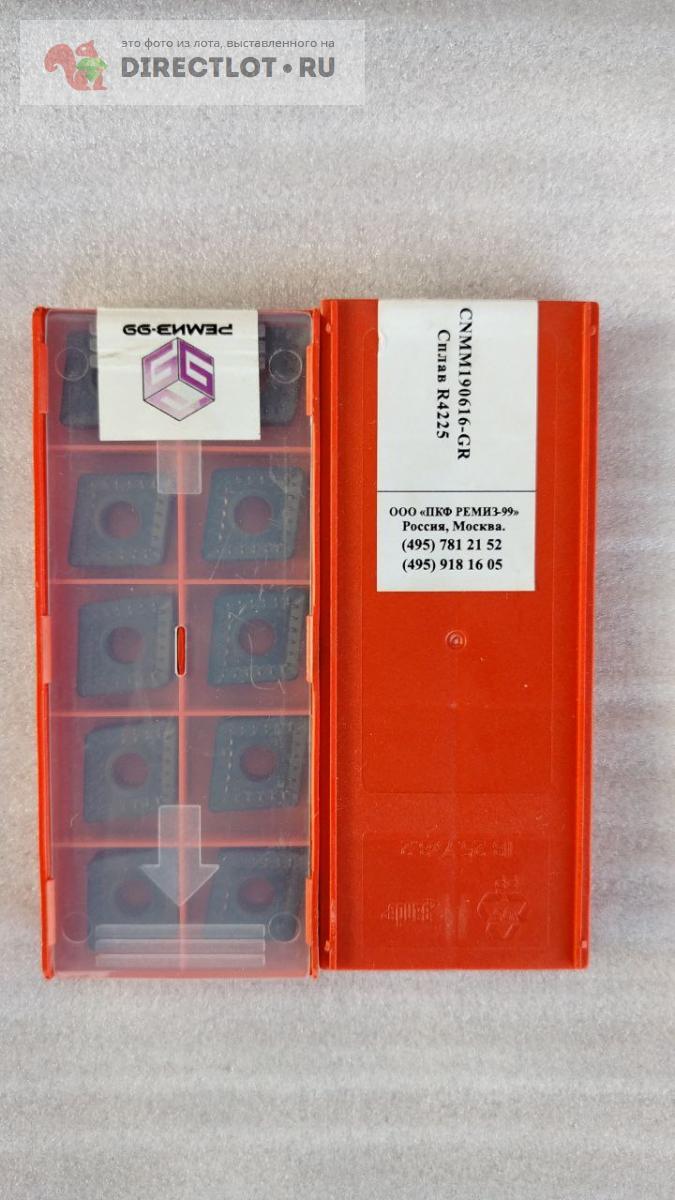 это фото из лота, выставленного на
DIRECTLOT·RU
РЕМИЗ-99
CNMM190616-GR
Сплав R4225
ООО «ПКФ РЕМИЗ-99»
Россия, Москва.
(495) 781 21 52
(495) 918 16 05